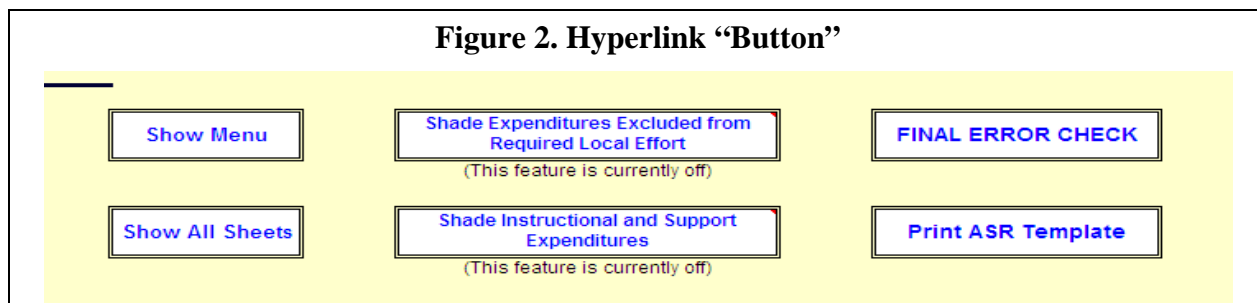 Figure 2. Hyperlink “Button”
Show Menu
Shade Expenditures Excluded from
Required Local Effort
(This feature is currently off)
FINAL ERROR CHECK
Show All Sheets
Shade Instructional and Support
Expenditures
(This feature is currently off)
Print ASR Template